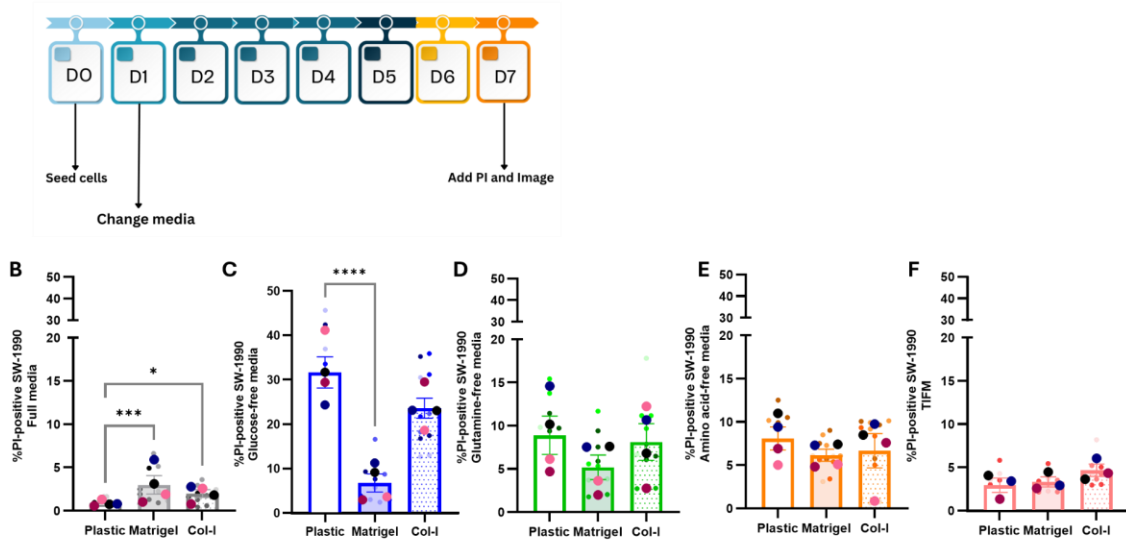 D0 D1 D2 D3 D4 D5 D6 D7
Seed cells
Add PI and Image
Change media
B
%PI-positive SW-1990
Full media
50
40
30
20
15
10
5
0
*
***
Plastic Matrigel Col-I
C
%PI-positive SW-1990
Glucose-free media
50
40
30
20
10
0
****
Plastic Matrigel Col-I
D
%PI-positive SW-1990
Glutamine-free media
50
40
30
20
15
10
5
0
Plastic Matrigel Col-I
E
%PI-positive SW-1990
Amino acid-free media
50
40
30
20
15
10
5
0
Plastic Matrigel Col-I
F
%PI-positive SW-1990
TIFM
50
40
30
20
15
10
5
0
Plastic Matrigel Col-I